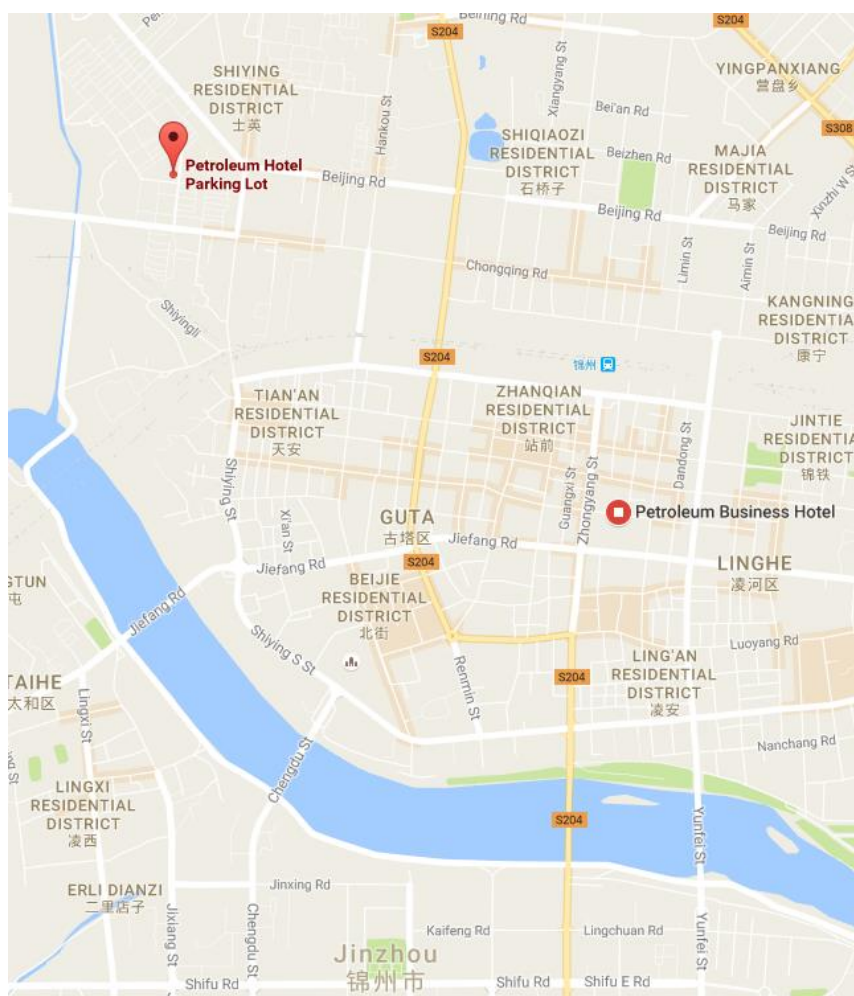 S204
S204
Beijing Rd
Beijing Rd
SHIYING
RESIDENTIAL
DISTRICT
士英
Hankou St
Xiangyang St
YINGPANXIANG
营盘乡
Bei'an Rd
S308
SHIQIAOZI
RESIDENTIAL
DISTRICT
石桥子
Beizhen Rd
MAJIA
RESIDENTIAL
DISTRICT
马家
Petroleum Hotel
Parking Lot
Beijing Rd
Beijing Rd
Xinzhi W St
Beijing Rd
Limin St
Aimin St
Chongqing Rd
Shiyingli
KANGNING
RESIDENTIA
DISTRICT
康宁
S204
锦州
TIAN'AN
RESIDENTIAL
DISTRICT
天安
ZHANQIAN
RESIDENTIAL
DISTRICT
站前
JINTIE
RESIDENTIA
DISTRICT
锦铁
Shiying St
Xi'an St
Guangxi St
Zhongyang St
Dandong St
Petroleum Business Hotel
GUTA
古塔区
Jiefang Rd
Jiefang Rd
S204
LINGHE
凌河区
GTUN
屯
BEIJIE
RESIDENTIAL
DISTRICT
北街
Jiefang Rd
Shiying S St
Luoyang Rd
LING'AN
RESIDENTIAL
DISTRICT
凌安
S204
Renmin St
TAIHE
太和区
Lingxi St
St
Chengdu St
Nanchang Rd
LINGXI
RESIDENTIAL
DISTRICT
凌西
S204
Yunfei St
ERLI DIANZI
二里店子
Jinxing Rd
Jixiang St
Chengdu St
Kaifeng Rd
Lingchuan Rd
Yunfei St
Jinzhou
锦州市
Shifu Rd
Shifu Rd
Shifu E Rd